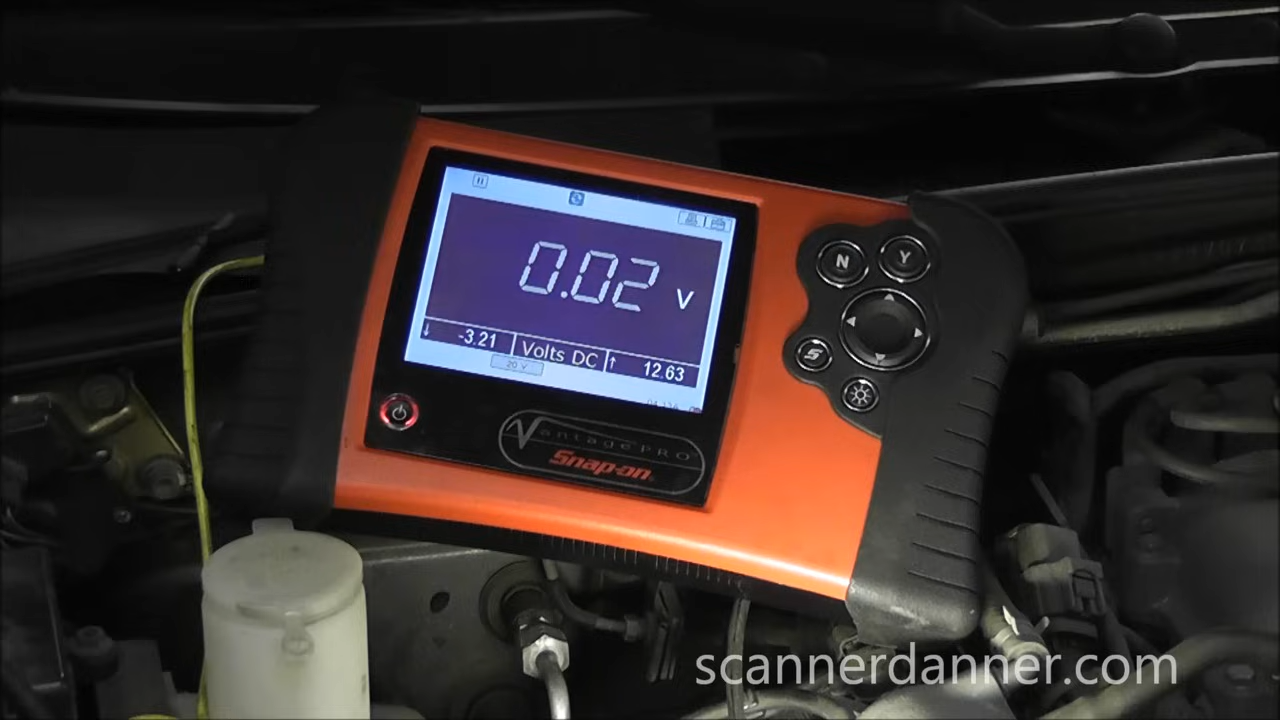 0.02 V
-3.21 Volts DC 12.63
20 V
N Y
S
VantagePRO
Snap-on
scannerdanner.com